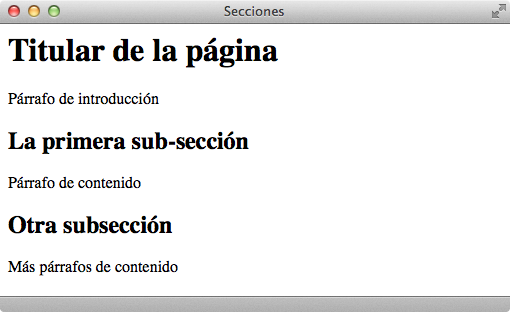 Secciones
Titular de la página
Párrafo de introducción
La primera sub-sección
Párrafo de contenido
Otra subsección
Más párrafos de contenido